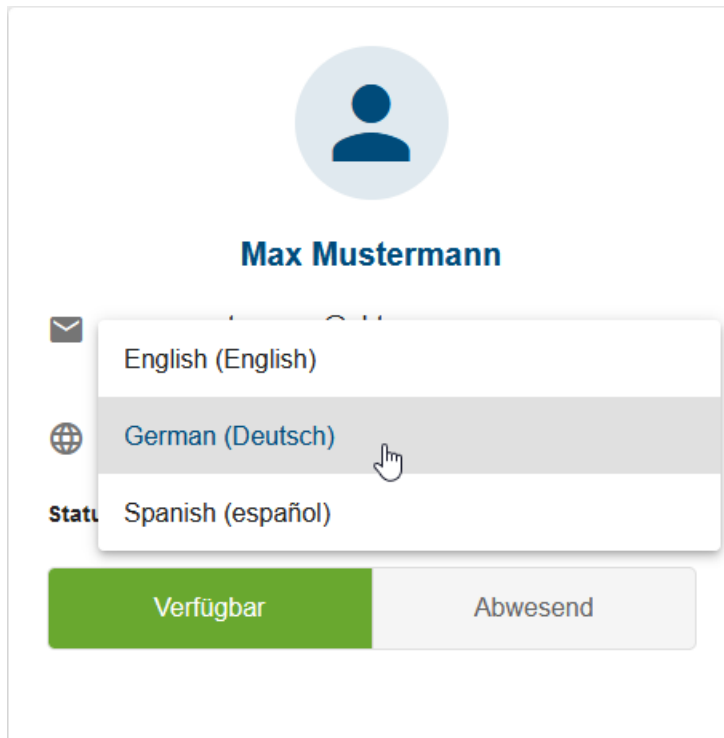 Max Mustermann
English (English)
German (Deutsch)
Spanish (español)
Verfügbar
Abwesend